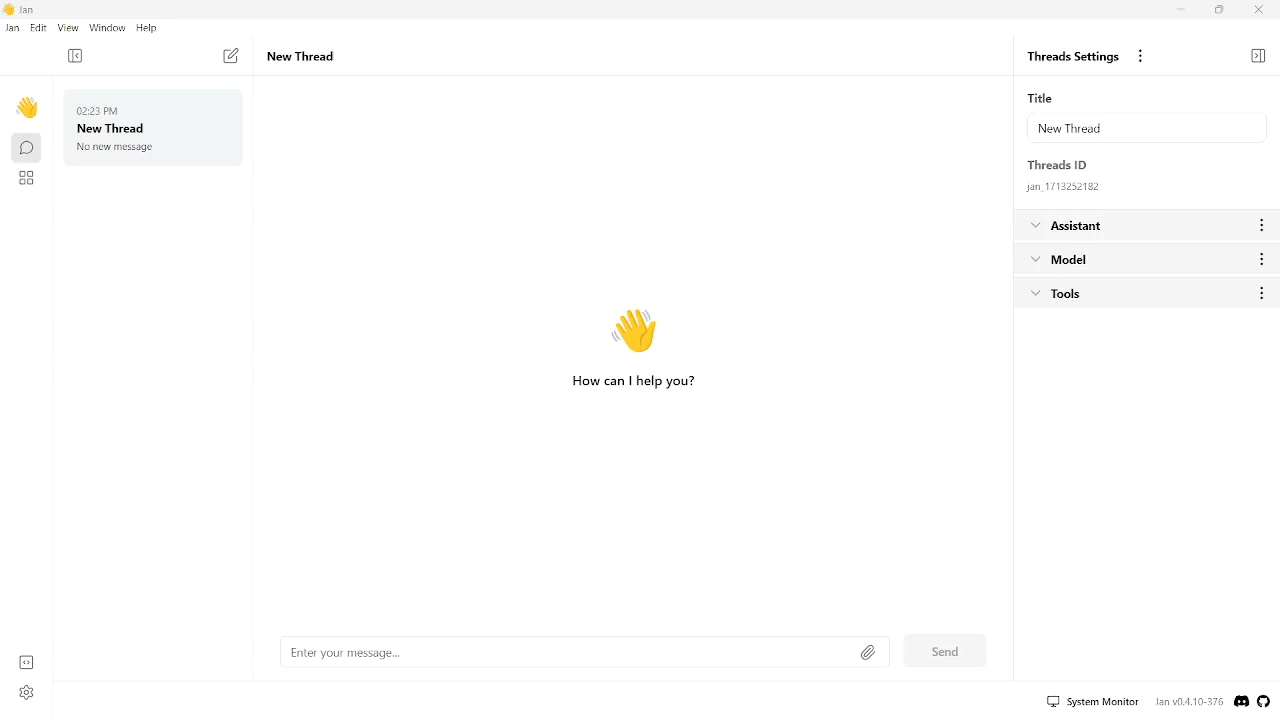 Jan
Jan Edit View Window Help
New Thread
Threads Settings
02:23 PM
New Thread
No new message
Title
New Thread
Threads ID
jan_1713252182
Assistant
Model
Tools
How can I help you?
Enter your message...
Send
System Monitor
Jan v0.4.10-376